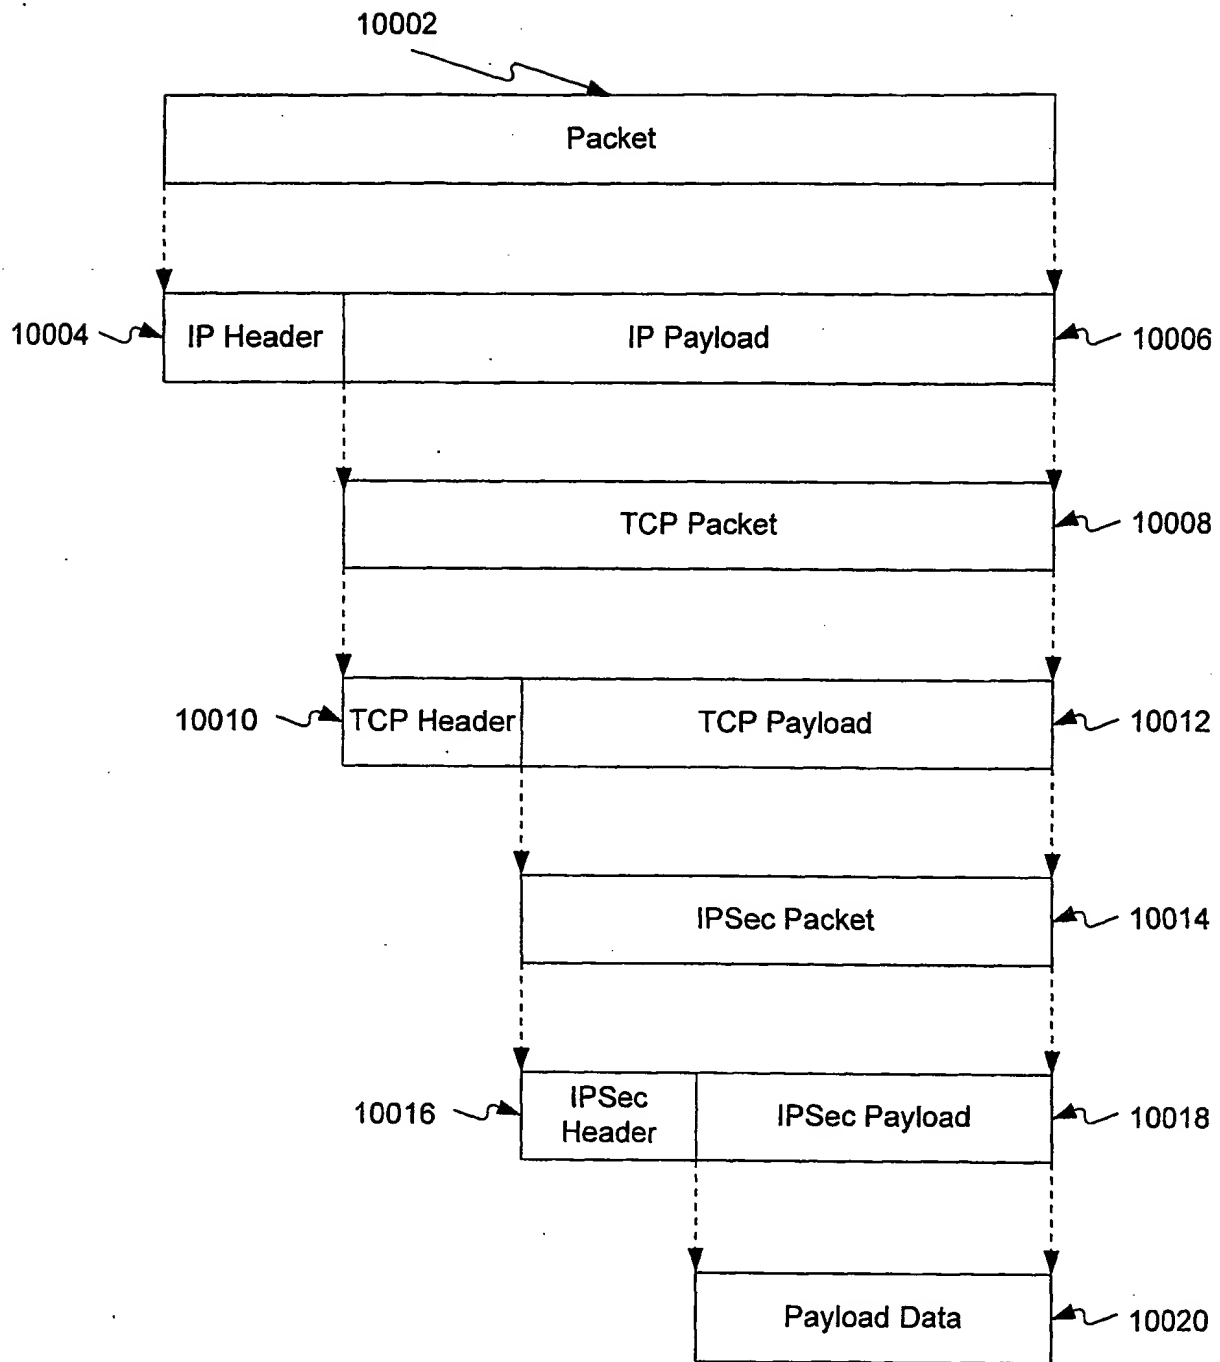 10002
Packet
10004
IP Header
IP Payload
10006
TCP Packet
10008
10010
TCP Header
TCP Payload
10012
IPSec Packet
10014
10016
IPSec
Header
IPSec Payload
10018
Payload Data
10020